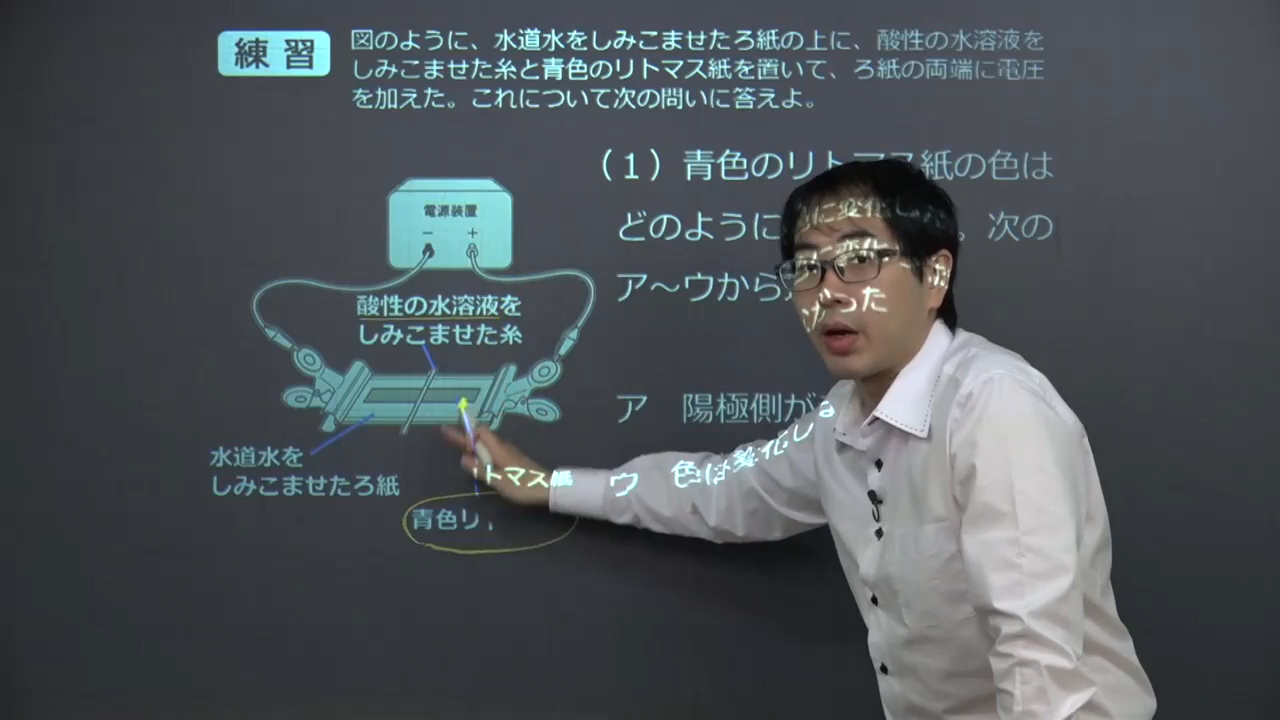 練習
図のように、水道水をしみこませたろ紙の上に、酸性の水溶液を
しみこませた糸と青色のリトマス紙を置いて、ろ紙の両端に電圧
を加えた。これについて次の問いに答えよ。
(1)青色のリトマス紙の色は
どのように 。次の
ア～ウから
ア 陽極側が
ウ 色は変化し
電源装置
－ ＋
酸性の水溶液を
しみこませた糸
水道水を
しみこませたろ紙
青色リトマス紙